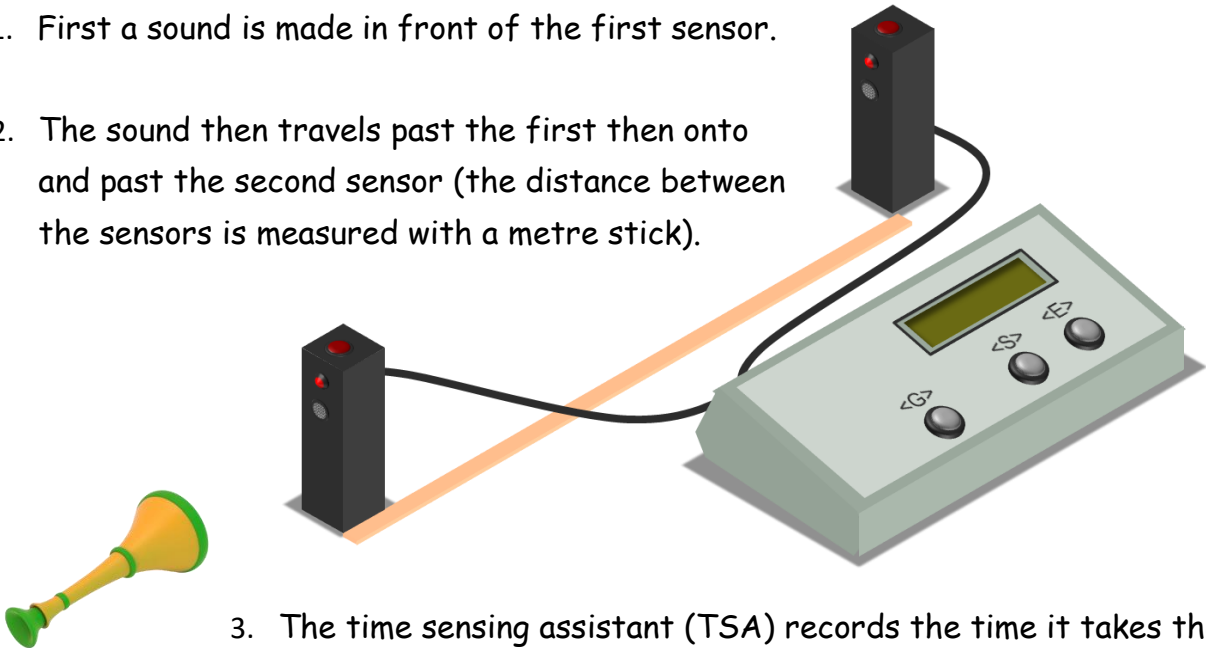 . First a sound is made in front of the first sensor.
2. The sound then travels past the first then onto
and past the second sensor (the distance between
the sensors is measured with a metre stick).
<E>
<S>
<G>
3. The time sensing assistant (TSA) records the time it takes th